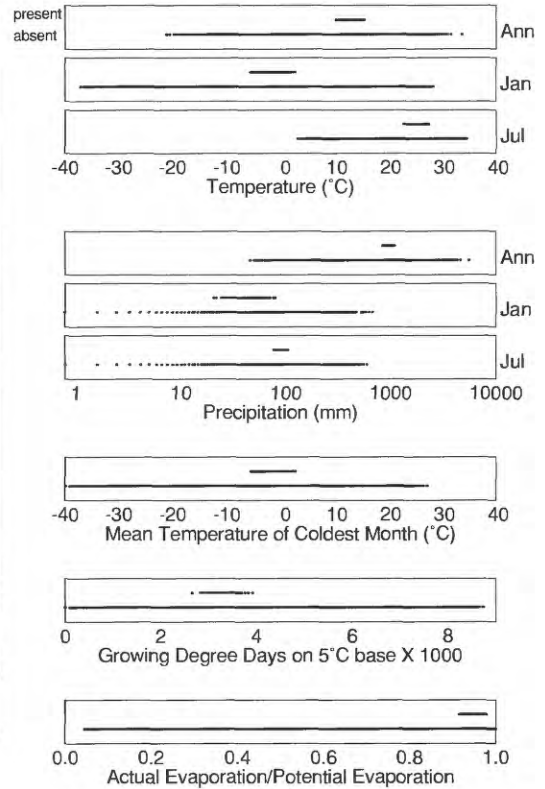 present
absent
Ann
Jan
Jul
-40 -30 -20 -10 0 10 20 30 40
Temperature (˚C)
Ann
Jan
Jul
1 10 100 1000 10000
Precipitation (mm)
-40 -30 -20 -10 0 10 20 30 40
Mean Temperature of Coldest Month (˚C)
0 2 4 6 8
Growing Degree Days on 5˚C base X 1000
0.0 0.2 0.4 0.6 0.8 1.0
Actual Evaporation/Potential Evaporation